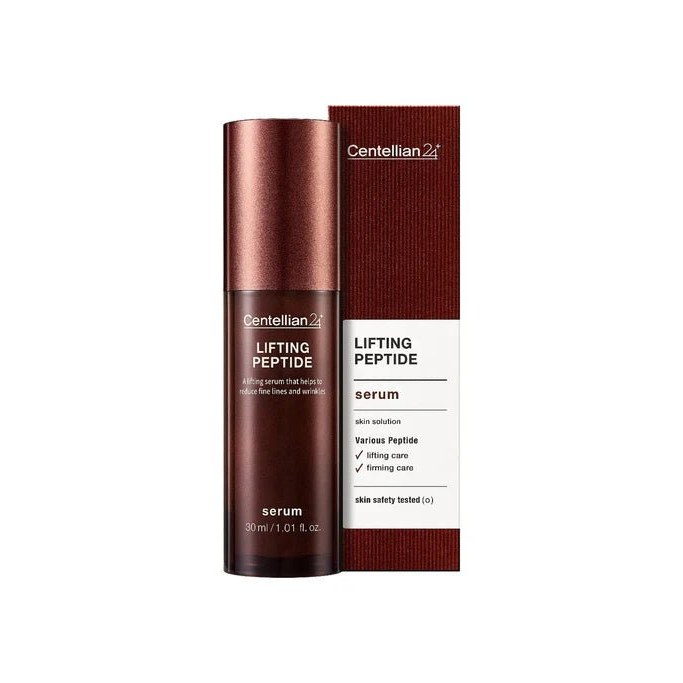 Centellian24+
LIFTING
PEPTIDE
A lifting serum that helps to
reduce fine lines and wrinkles
serum
30 ml / 1.01 fl. oz.
Centellian24+
LIFTING
PEPTIDE
serum
skin solution
Various Peptide
✓ lifting care
✓ firming care
skin safety tested (o)